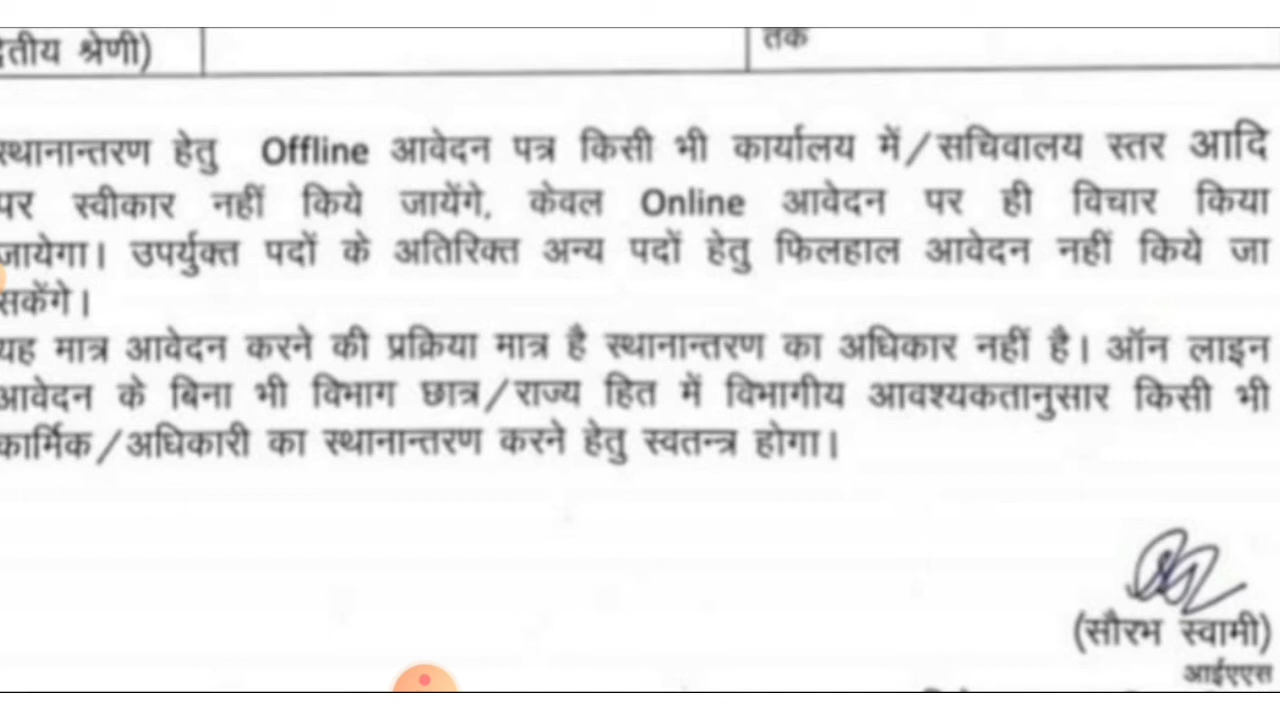 द्वितीय श्रेणी) तक
स्थानान्तरण हेतु Offline आवेदन पत्र किसी भी कार्यालय में/सचिवालय स्तर आदि
पर स्वीकार नहीं किये जायेंगे, केवल Online आवेदन पर ही विचार किया
जायेगा। उपर्युक्त पदों के अतिरिक्त अन्य पदों हेतु फिलहाल आवेदन नहीं किये जा
सकेंगे।
यह मात्र आवेदन करने की प्रक्रिया मात्र है स्थानान्तरण का अधिकार नहीं है। ऑन लाइन
आवेदन के बिना भी विभाग छात्र/राज्य हित में विभागीय आवश्यकतानुसार किसी भी
कार्मिक/अधिकारी का स्थानान्तरण करने हेतु स्वतन्त्र होगा।
(सौरभ स्वामी)
आईएएस